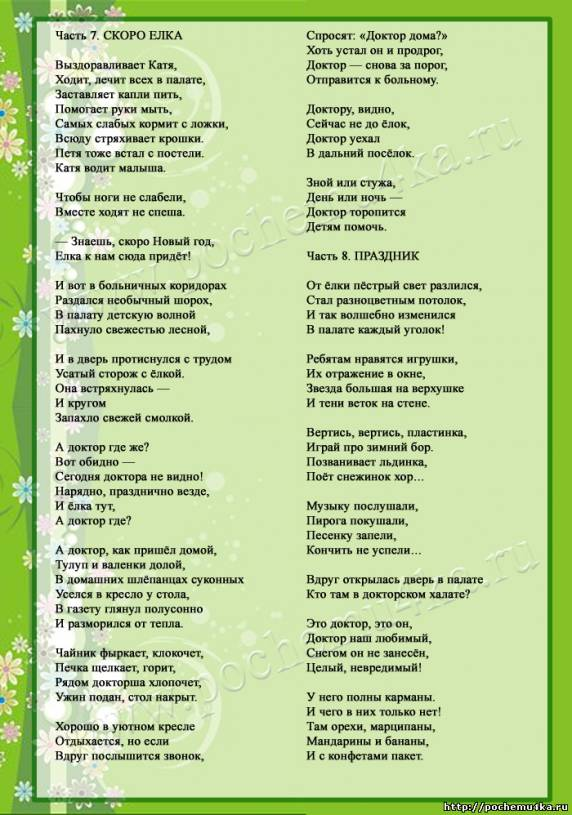 Часть 7. СКОРО ЕЛКА

Выздоравливает Катя,
Ходит, лечит всех в палате,
Заставляет капли пить,
Помогает руки мыть,
Самых слабых кормит с ложки,
Всюду стряхивает крошки.
Петя тоже встал с постели.
Катя водит малыша.

Чтобы ноги не слабели,
Вместе ходят не спеша.

— Знаешь, скоро Новый год,
Елка к нам сюда придёт!

И вот в больничных коридорах
Раздался необычный шорох,
В палату детскую волной
Пахнуло свежестью лесной,

И в дверь протиснулся с трудом
Усатый сторож с ёлкой.
Она встряхнулась —
И кругом
Запахло свежей смолкой.

А доктор где же?
Вот обидно —
Сегодня доктора не видно!
Нарядно, празднично везде,
И ёлка тут,
А доктор где?

А доктор, как пришёл домой,
Тулуп и валенки долой,
В домашних шлёпанцах суконных
Уселся в кресло у стола,
В газету глянул полусонно
И разморился от тепла.

Чайник фыркает, клокочет,
Печка щелкает, горит,
Рядом докторша хлопочет,
Ужин подан, стол накрыт.

Хорошо в уютном кресле
Отдыхается, но если
Вдруг послышится звонок,
Спросят: «Доктор дома?»
Хоть устал он и продрог,
Доктор — снова за порог,
Отправится к больному.

Доктору, видно,
Сейчас не до ёлок,
Доктор уехал
В дальний посёлок.

Зной или стужа,
День или ночь —
Доктор торопится
Детям помочь.

Часть 8. ПРАЗДНИК

От ёлки пёстрый свет разлился,
Стал разноцветным потолок,
И так волшебно изменился
В палате каждый уголок!

Ребятам нравятся игрушки,
Их отражение в окне,
Звезда большая на верхушке
И тени веток на стене.

Вертись, вертись, пластинка,
Играй про зимний бор.
Позванивает льдинка,
Поёт снежинок хор...

Музыку послушали,
Пирога покушали,
Песенку запели,
Кончить не успели...

Вдруг открылась дверь в палате
Кто там в докторском халате?

Это доктор, это он,
Доктор наш любимый,
Снегом он не занесён,
Целый, невредимый!

У него полны карманы.
И чего в них только нет!
Там орехи, марципаны,
Мандарины и бананы,
И с конфетами пакет.
www.pochemu4ka.ru
www.pochemu4ka.ru
http://pochemu4ka.ru